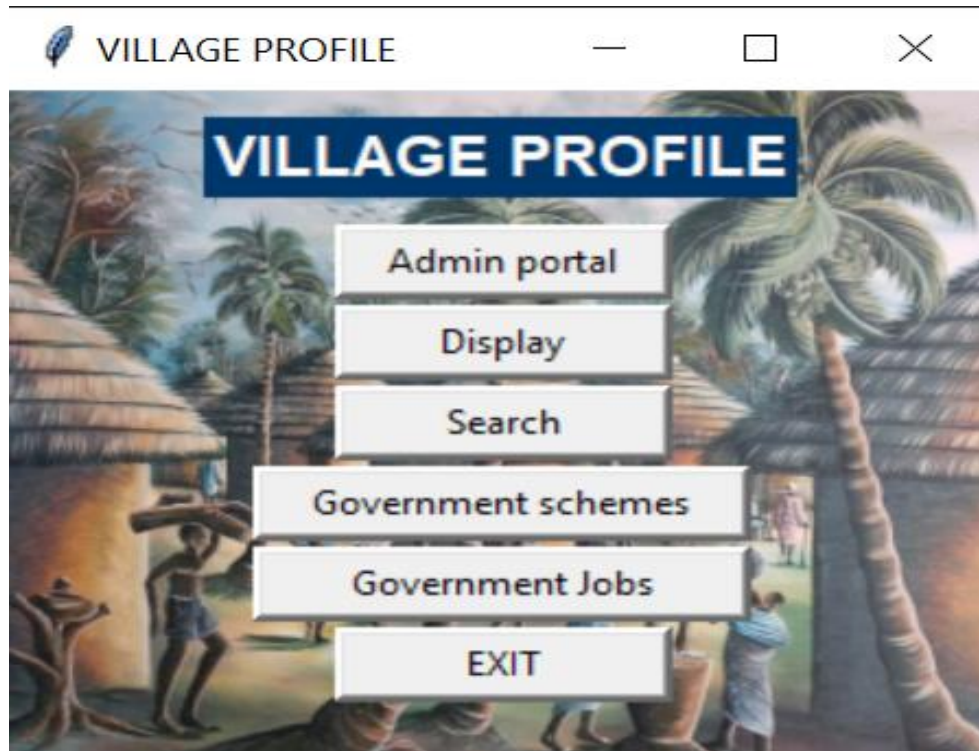 VILLAGE PROFILE
VILLAGE PROFILE
Admin portal
Display
Search
Government schemes
Government Jobs
EXIT